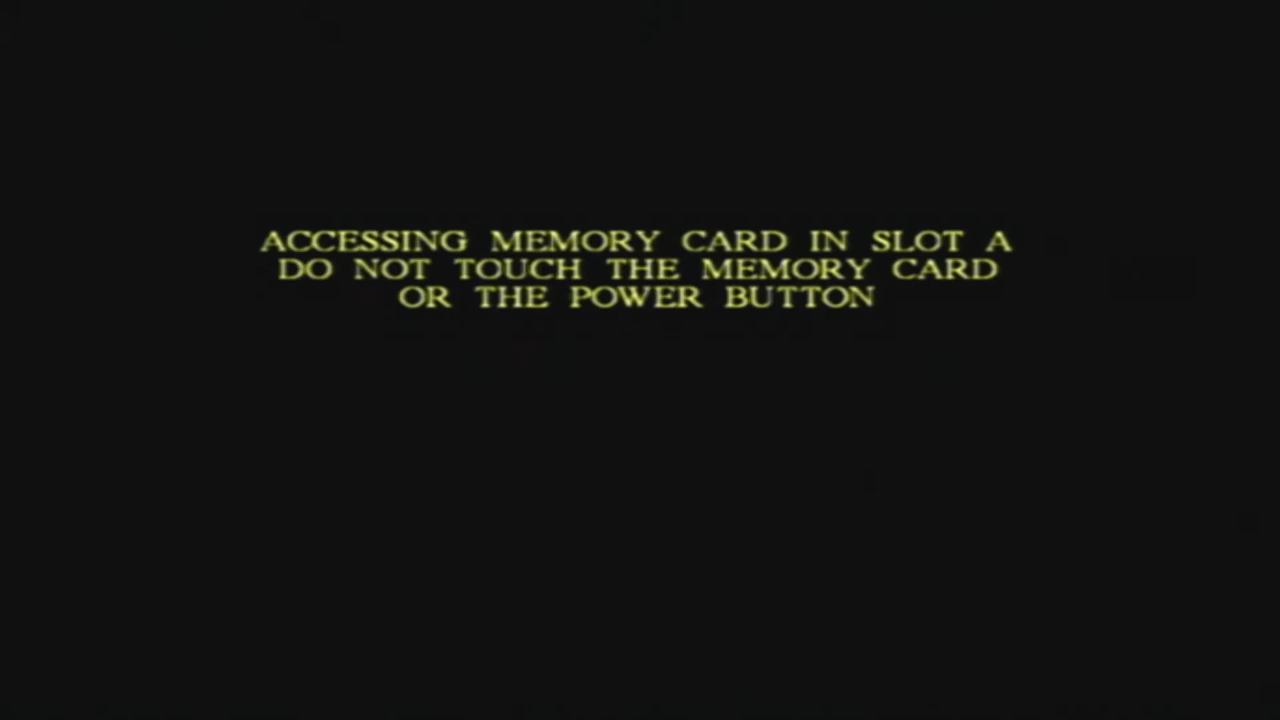 ACCESSING MEMORY CARD IN SLOT A
DO NOT TOUCH THE MEMORY CARD
OR THE POWER BUTTON